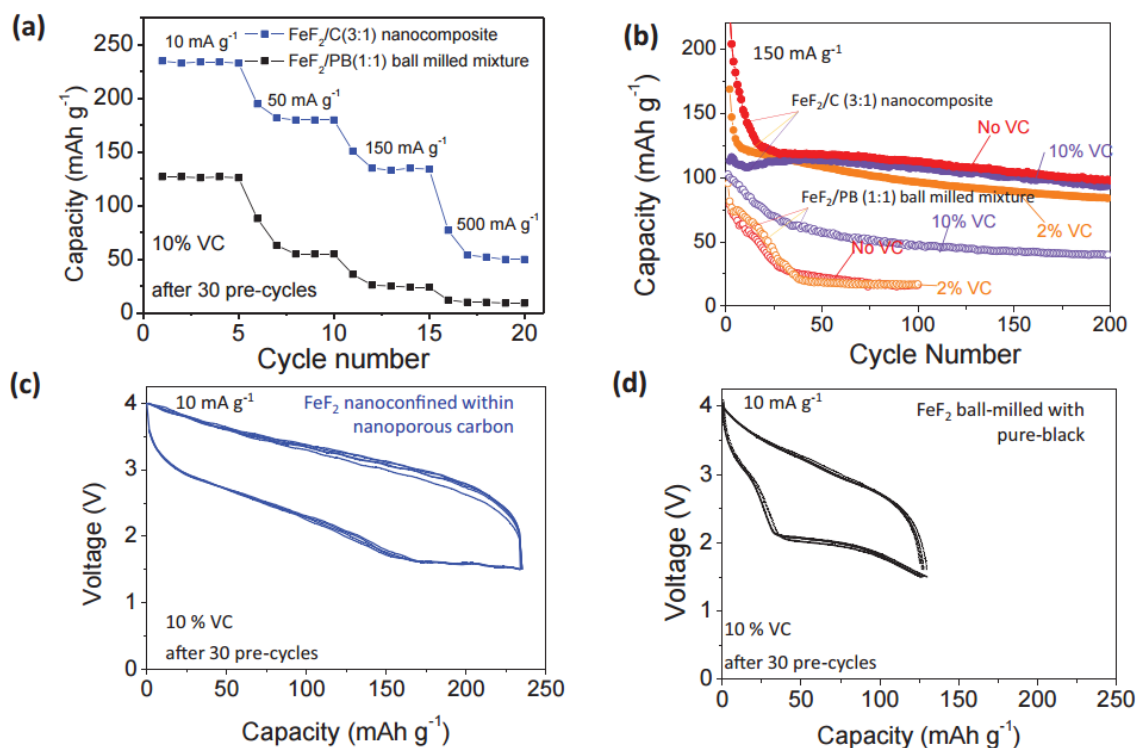 (a)
10 mA g⁻¹
FeF₂/C(3:1) nanocomposite
FeF₂/PB(1:1) ball milled mixture
50 mA g⁻¹
150 mA g⁻¹
500 mA g⁻¹
10% VC
after 30 pre-cycles
250
200
150
100
50
0
Capacity (mAh g⁻¹)
0 5 10 15 20
Cycle number
(b)
150 mA g⁻¹
FeF₂/C (3:1) nanocomposite
No VC
10% VC
FeF₂/PB (1:1) ball milled mixture
10% VC
2% VC
No VC
2% VC
200
150
100
50
0
Capacity (mAh g⁻¹)
0 50 100 150 200
Cycle Number
(c)
10 mA g⁻¹
FeF₂ nanoconfined within
nanoporous carbon
10 % VC
after 30 pre-cycles
4
3
2
1
0
Voltage (V)
0 50 100 150 200 250
Capacity (mAh g⁻¹)
(d)
10 mA g⁻¹
FeF₂ ball-milled with
pure-black
10 % VC
after 30 pre-cycles
4
3
2
1
0
Voltage (V)
0 50 100 150 200 250
Capacity (mAh g⁻¹)